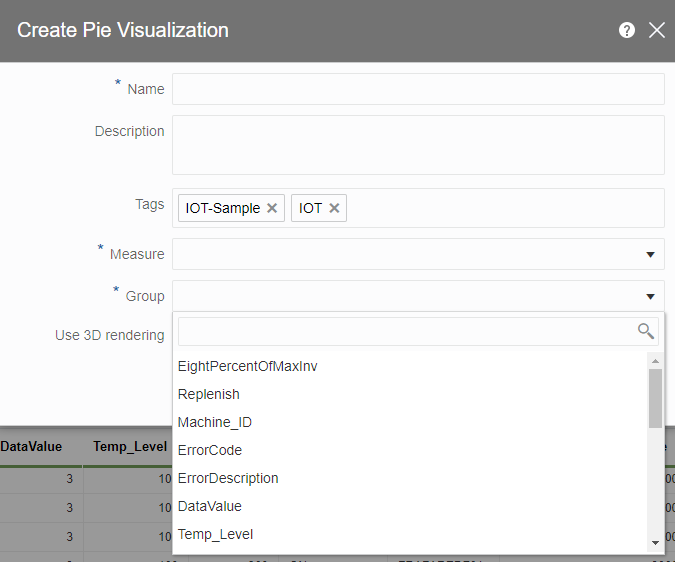 Create Pie Visualization ?
* Name
Description
Tags IOT-Sample × IOT ×
* Measure
* Group
Use 3D rendering
EightPercentOfMaxInv
Replenish
Machine_ID
ErrorCode
ErrorDescription
DataValue
Temp_Level
DataValue Temp_Level
3 10
3 10
3 10